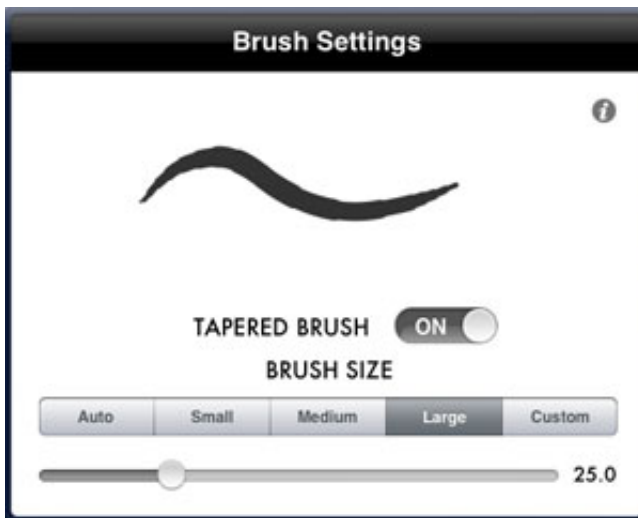 Brush Settings
i
TAPERED BRUSH ON
BRUSH SIZE
Auto Small Medium Large Custom
25.0